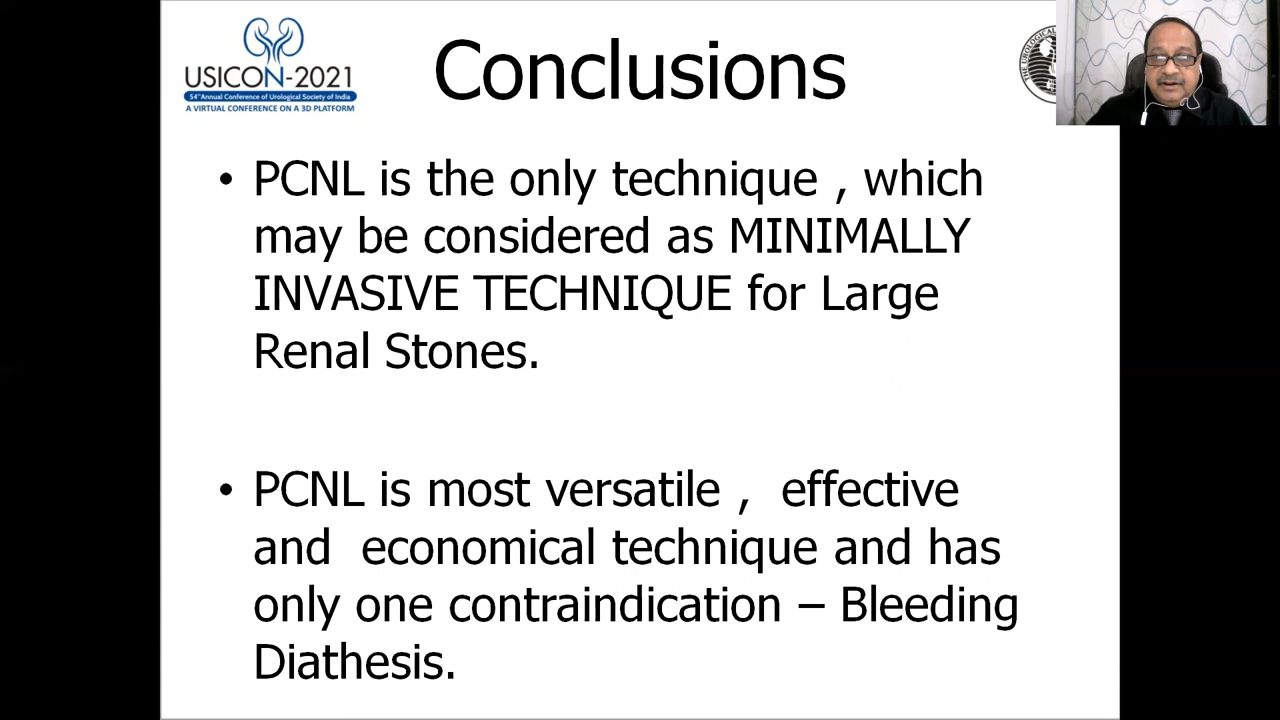 USICON-2021
54th Annual Conference of Urological Society of India
A VIRTUAL CONFERENCE ON A 3D PLATFORM
Conclusions
• PCNL is the only technique , which
may be considered as MINIMALLY
INVASIVE TECHNIQUE for Large
Renal Stones.
• PCNL is most versatile , effective
and economical technique and has
only one contraindication – Bleeding
Diathesis.